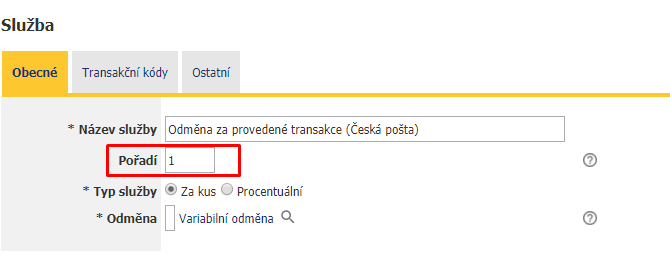 Služba
Obecné Transakční kódy Ostatní
* Název služby Odměna za provedené transakce (Česká pošta)
Pořadí 1 ?
* Typ služby Za kus Procentuální
* Odměna Variabilní odměna ?